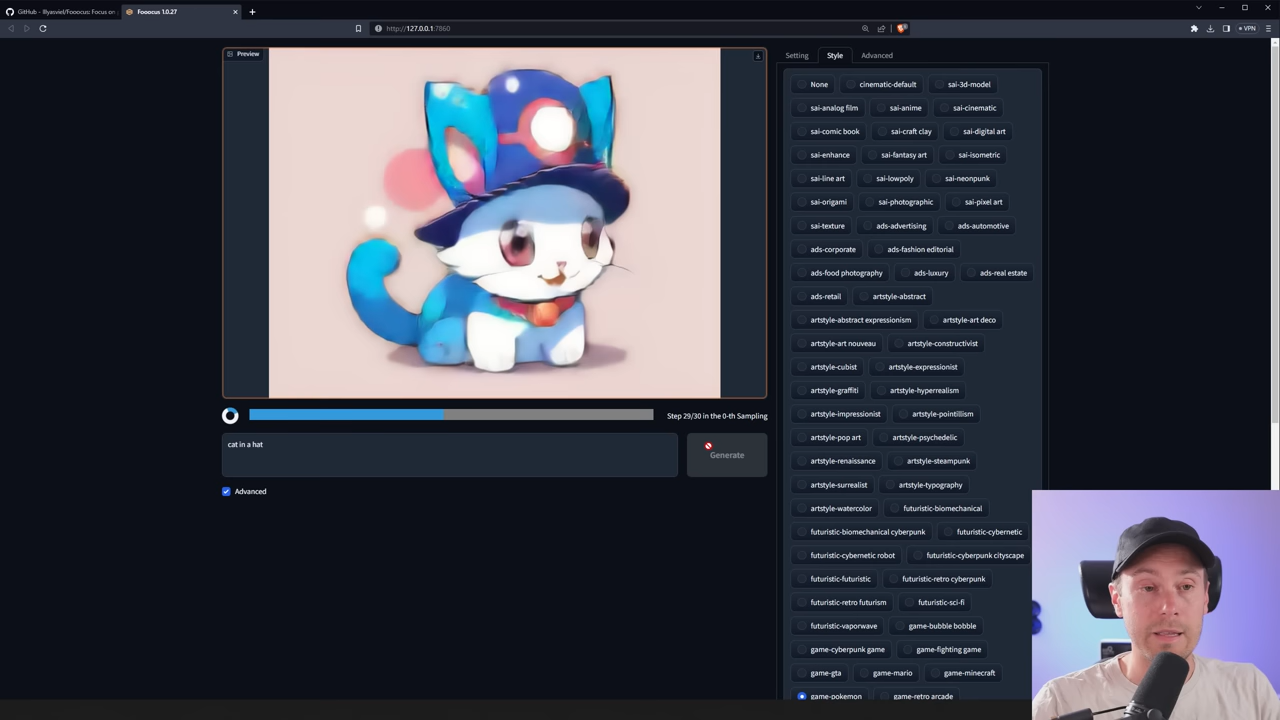 GitHub - lllyasviel/Fooocus: Focus on
Fooocus 1.0.27
http://127.0.0.1:7860
VPN
Preview
Setting
Style
Advanced
None
cinematic-default
sai-3d-model
sai-analog film
sai-anime
sai-cinematic
sai-comic book
sai-craft clay
sai-digital art
sai-enhance
sai-fantasy art
sai-isometric
sai-line art
sai-lowpoly
sai-neonpunk
sai-origami
sai-photographic
sai-pixel art
sai-texture
ads-advertising
ads-automotive
ads-corporate
ads-fashion editorial
ads-food photography
ads-luxury
ads-real estate
ads-retail
artstyle-abstract
artstyle-abstract expressionism
artstyle-art deco
artstyle-art nouveau
artstyle-constructivist
artstyle-cubist
artstyle-expressionist
artstyle-graffiti
artstyle-hyperrealism
artstyle-impressionist
artstyle-pointillism
artstyle-pop art
artstyle-psychedelic
artstyle-renaissance
artstyle-steampunk
artstyle-surrealist
artstyle-typography
artstyle-watercolor
futuristic-biomechanical
futuristic-biomechanical cyberpunk
futuristic-cybernetic
futuristic-cybernetic robot
futuristic-cyberpunk cityscape
futuristic-futuristic
futuristic-retro cyberpunk
futuristic-retro futurism
futuristic-sci-fi
futuristic-vaporwave
game-bubble bobble
game-cyberpunk game
game-fighting game
game-gta
game-mario
game-minecraft
game-pokemon
game-retro arcade
Step 29/30 in the 0-th Sampling
cat in a hat
Generate
Advanced